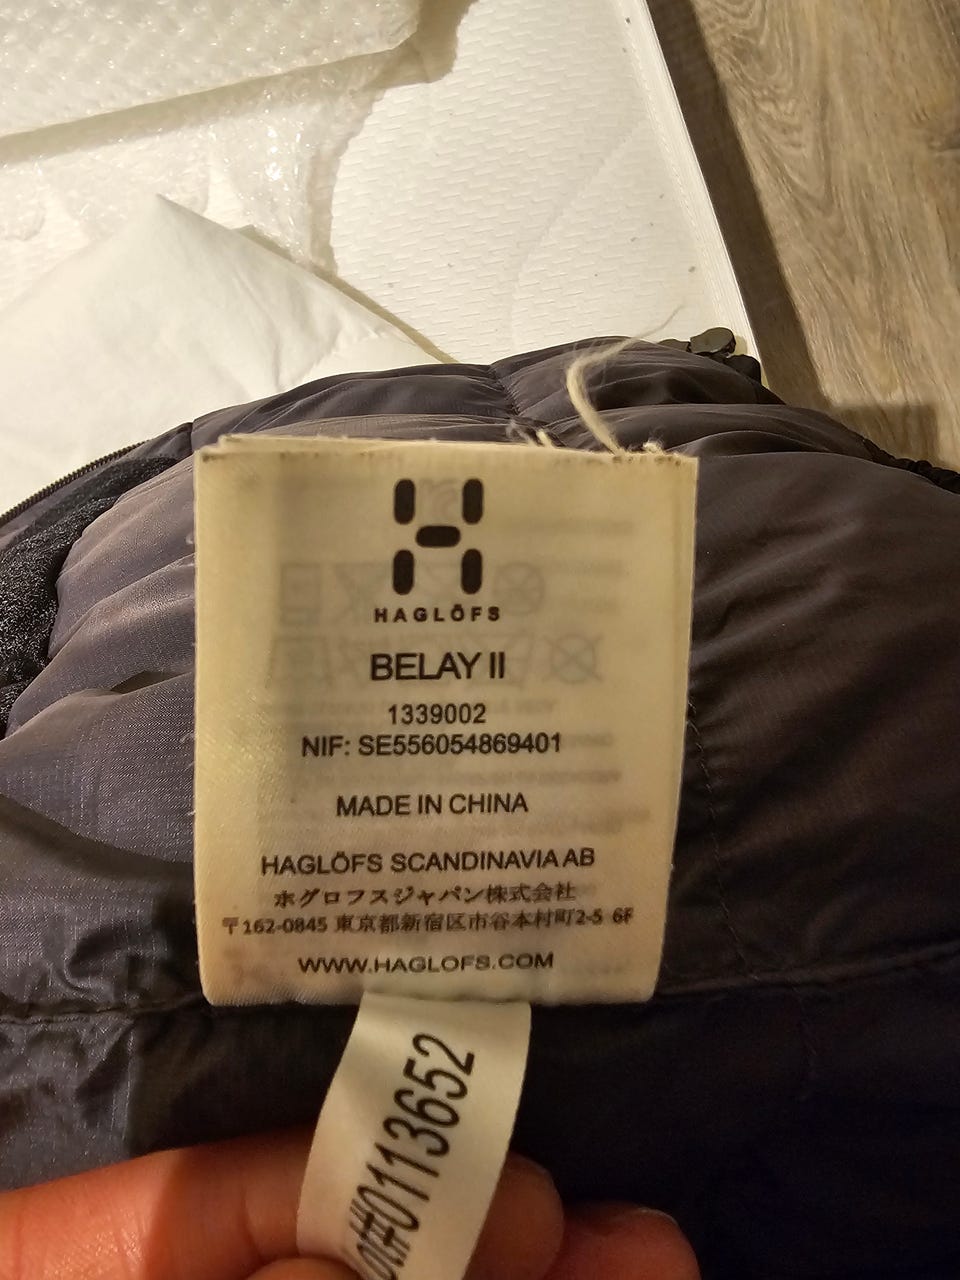 HAGLÖFS
BELAY II
1339002
NIF: SE556054869401
MADE IN CHINA
HAGLÖFS SCANDINAVIA AB
ホグロフスジャパン株式会社
〒162-0845 東京都新宿区市谷本村町2-5 6F
WWW.HAGLOFS.COM
Lot#0113652